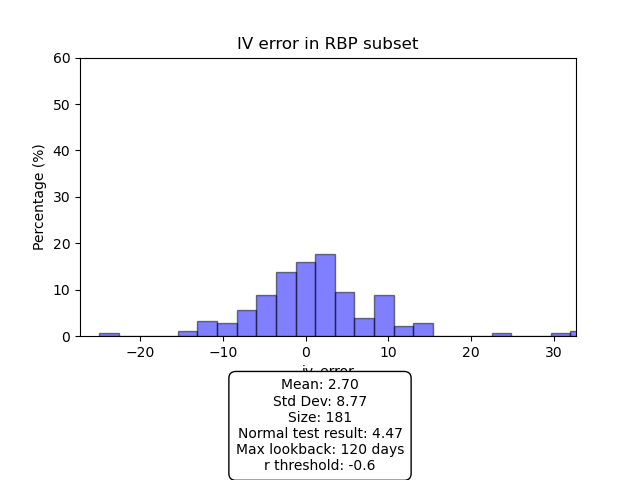 IV error in RBP subset
60
50
40
30
20
10
0
Percentage (%)
−20 −10 0 10 20 30
iv_error
Mean: 2.70
Std Dev: 8.77
Size: 181
Normal test result: 4.47
Max lookback: 120 days
r threshold: -0.6